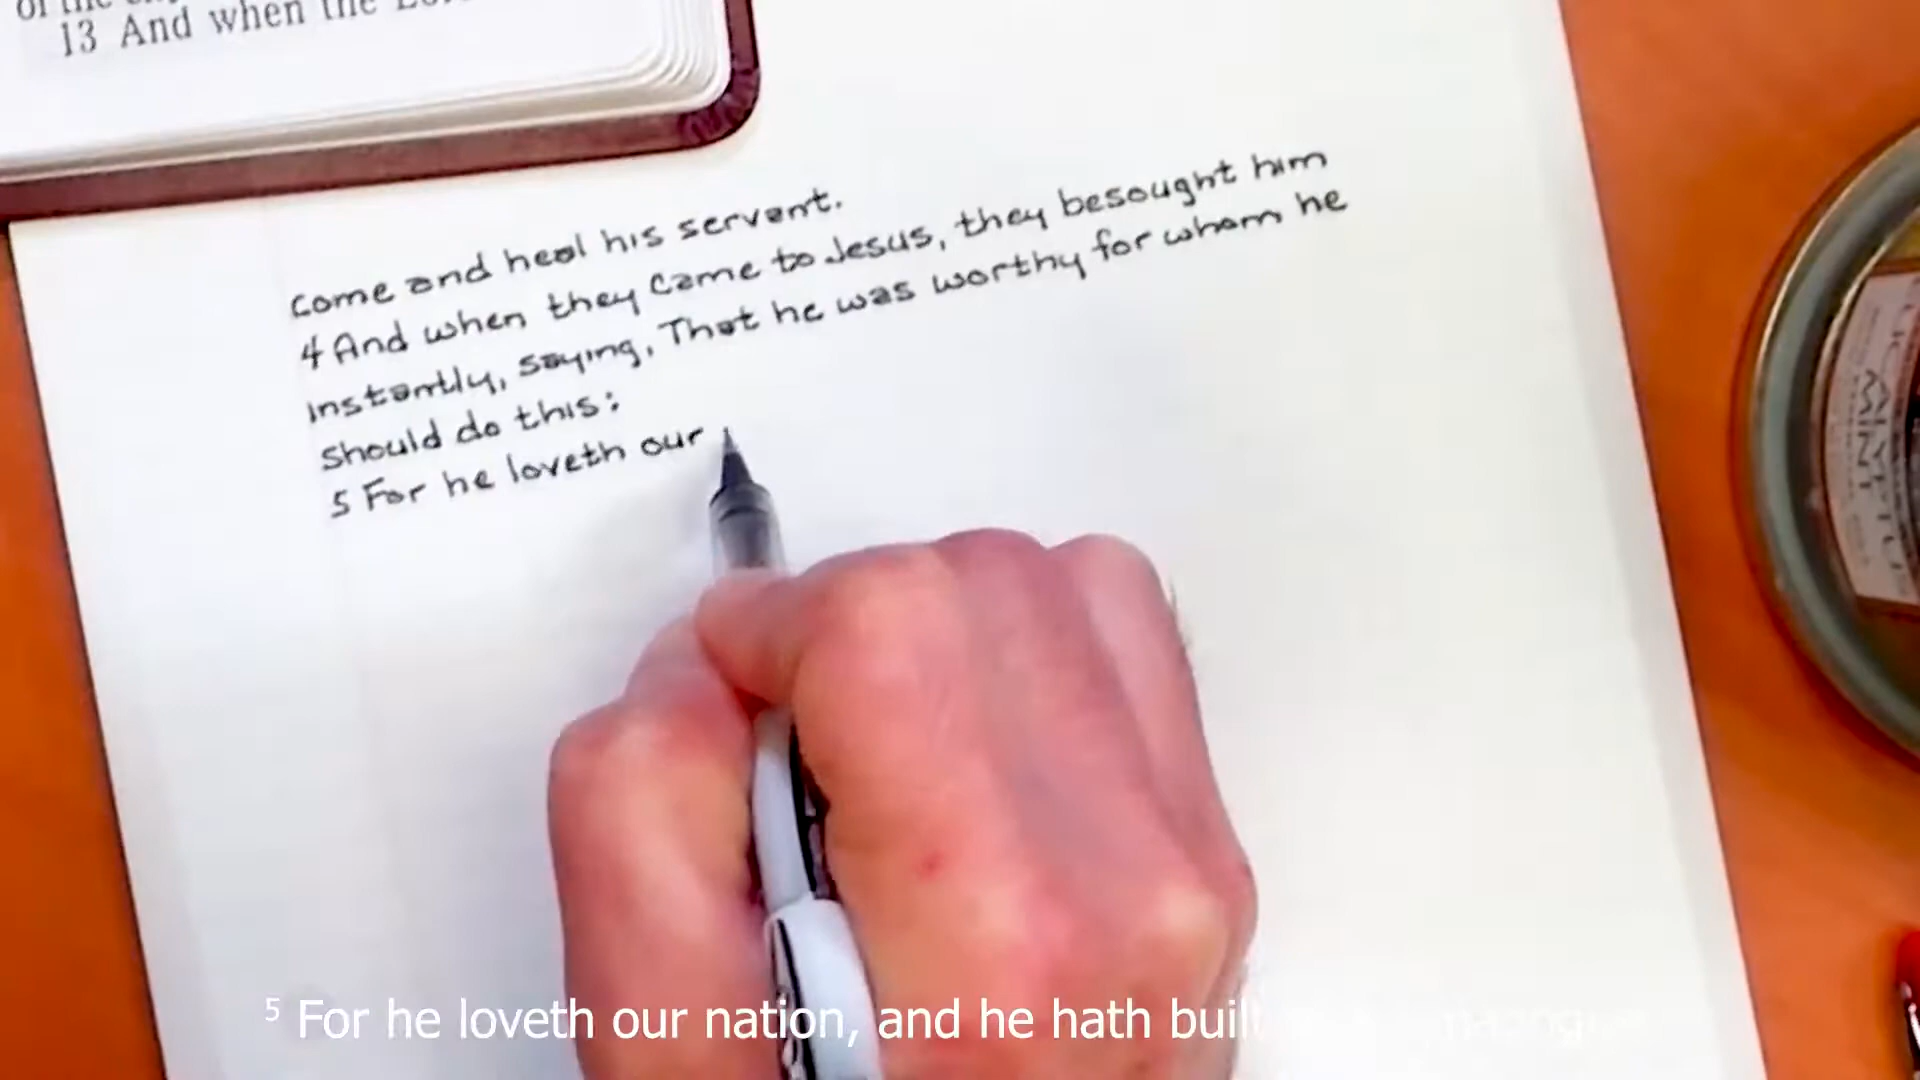 13 And when the
come and heal his servant.
4 And when they came to Jesus, they besought him
instantly, saying, That he was worthy for whom he
should do this:
5 For he loveth our
5 For he loveth our nation, and he hath built